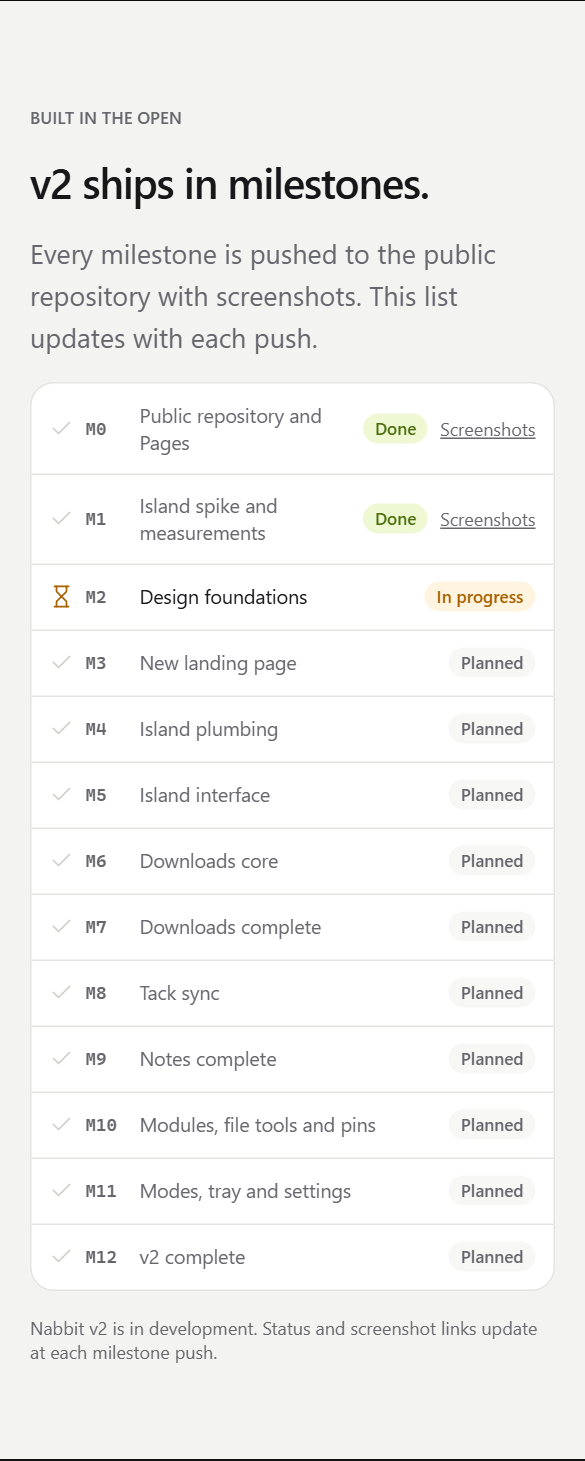 BUILT IN THE OPEN
v2 ships in milestones.
Every milestone is pushed to the public
repository with screenshots. This list
updates with each push.
M0 Public repository and Pages Done Screenshots
M1 Island spike and measurements Done Screenshots
M2 Design foundations In progress
M3 New landing page Planned
M4 Island plumbing Planned
M5 Island interface Planned
M6 Downloads core Planned
M7 Downloads complete Planned
M8 Tack sync Planned
M9 Notes complete Planned
M10 Modules, file tools and pins Planned
M11 Modes, tray and settings Planned
M12 v2 complete Planned
Nabbit v2 is in development. Status and screenshot links update
at each milestone push.